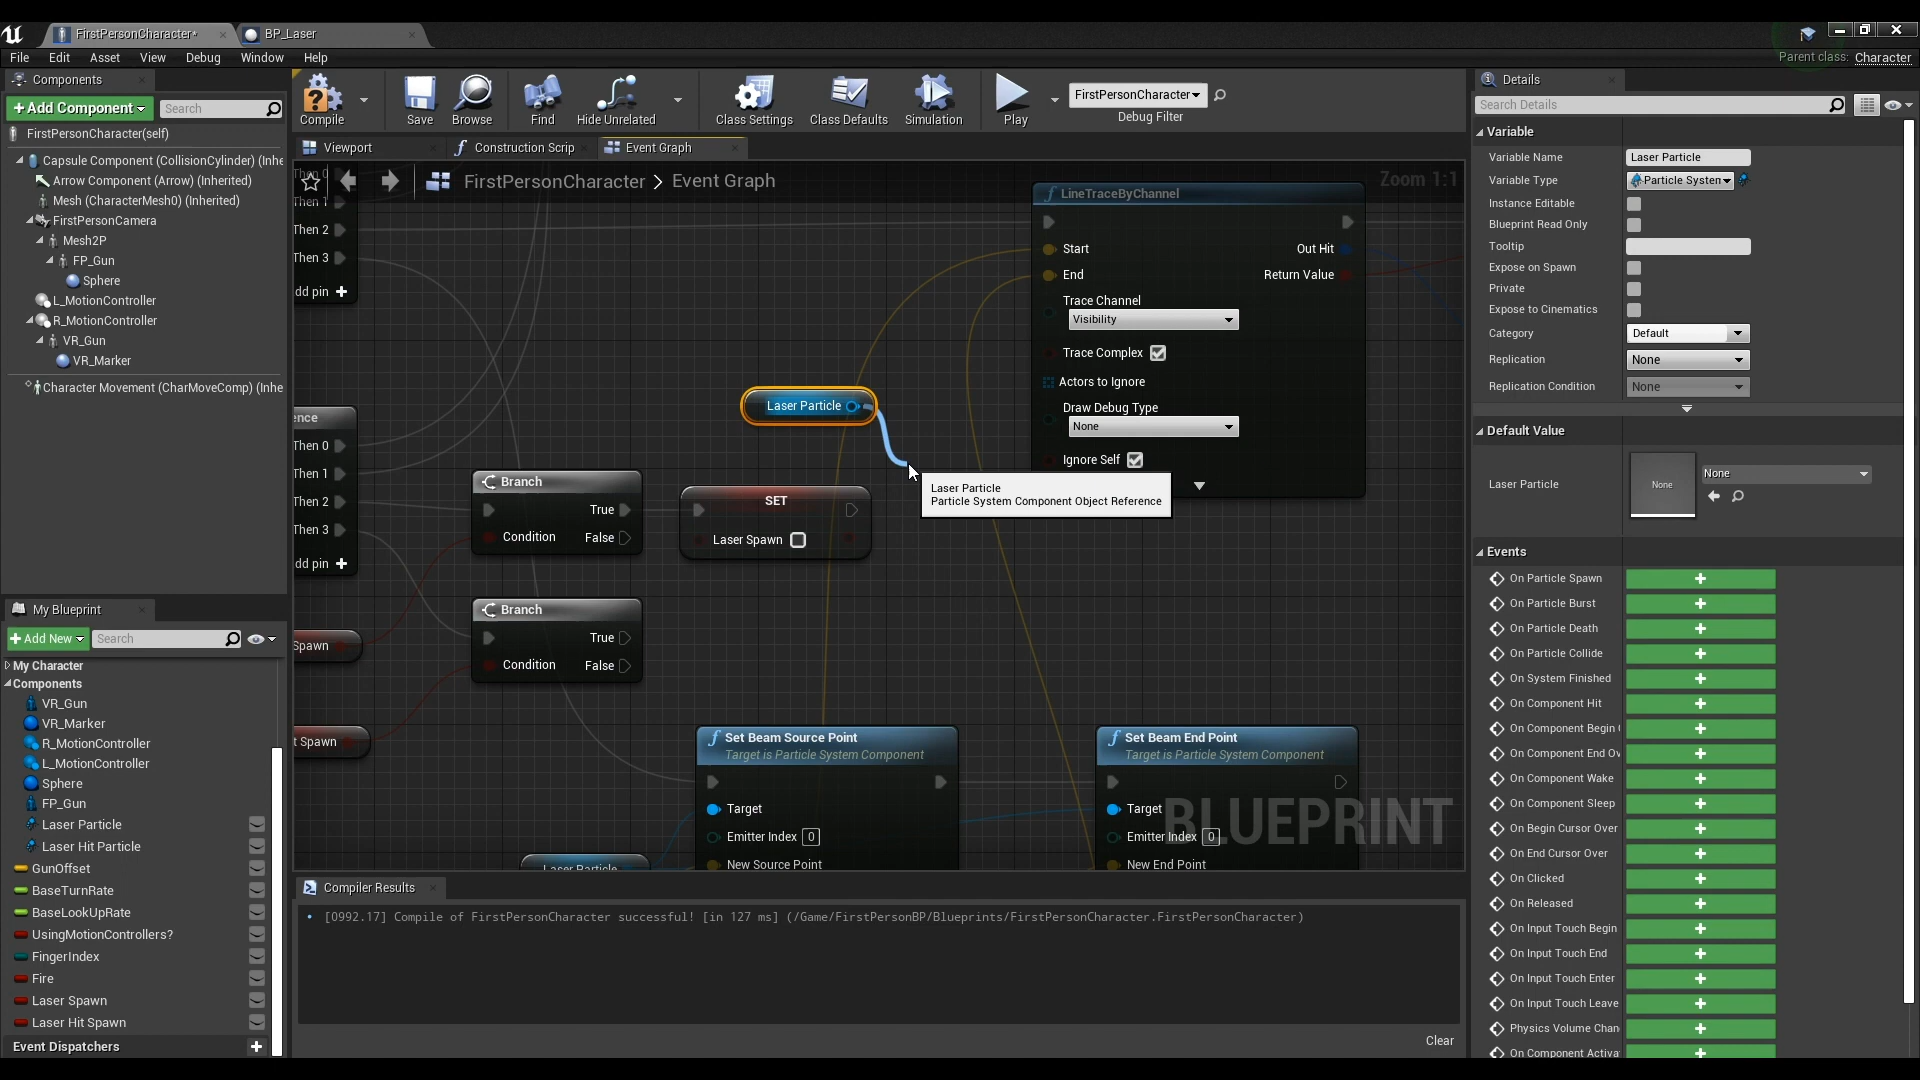 FirstPersonCharacter*
BP_Laser
File
Edit
Asset
View
Debug
Window
Help
Parent class: Character
Components
+ Add Component
Search
FirstPersonCharacter(self)
Capsule Component (CollisionCylinder) (Inhe
Arrow Component (Arrow) (Inherited)
Mesh (CharacterMesh0) (Inherited)
FirstPersonCamera
Mesh2P
FP_Gun
Sphere
L_MotionController
R_MotionController
VR_Gun
VR_Marker
Character Movement (CharMoveComp) (Inhe
My Blueprint
+ Add New
Search
My Character
Components
VR_Gun
VR_Marker
R_MotionController
L_MotionController
Sphere
FP_Gun
Laser Particle
Laser Hit Particle
GunOffset
BaseTurnRate
BaseLookUpRate
UsingMotionControllers?
FingerIndex
Fire
Laser Spawn
Laser Hit Spawn
Event Dispatchers
Compile
Save
Browse
Find
Hide Unrelated
Class Settings
Class Defaults
Simulation
Play
FirstPersonCharacter
Debug Filter
Viewport
Construction Scrip
Event Graph
FirstPersonCharacter > Event Graph
Zoom 1:1
Then 0
Then 1
Then 2
Then 3
dd pin +
ence
Then 0
Then 1
Then 2
Then 3
dd pin +
Spawn
t Spawn
Branch
True
Condition
False
Branch
True
Condition
False
SET
Laser Spawn
Laser Particle
Laser Particle
Particle System Component Object Reference
LineTraceByChannel
Start
Out Hit
End
Return Value
Trace Channel
Visibility
Trace Complex
Actors to Ignore
Draw Debug Type
None
Ignore Self
Set Beam Source Point
Target is Particle System Component
Target
Emitter Index 0
New Source Point
Set Beam End Point
Target is Particle System Component
Target
Emitter Index 0
New End Point
Laser Particle
BLUEPRINT
Compiler Results
[0992.17] Compile of FirstPersonCharacter successful! [in 127 ms] (/Game/FirstPersonBP/Blueprints/FirstPersonCharacter.FirstPersonCharacter)
Clear
Details
Search Details
Variable
Variable Name
Laser Particle
Variable Type
Particle System
Instance Editable
Blueprint Read Only
Tooltip
Expose on Spawn
Private
Expose to Cinematics
Category
Default
Replication
None
Replication Condition
None
Default Value
Laser Particle
None
None
Events
On Particle Spawn
On Particle Burst
On Particle Death
On Particle Collide
On System Finished
On Component Hit
On Component Begin
On Component End Ov
On Component Wake
On Component Sleep
On Begin Cursor Over
On End Cursor Over
On Clicked
On Released
On Input Touch Begin
On Input Touch End
On Input Touch Enter
On Input Touch Leave
Physics Volume Chan
On Component Activa